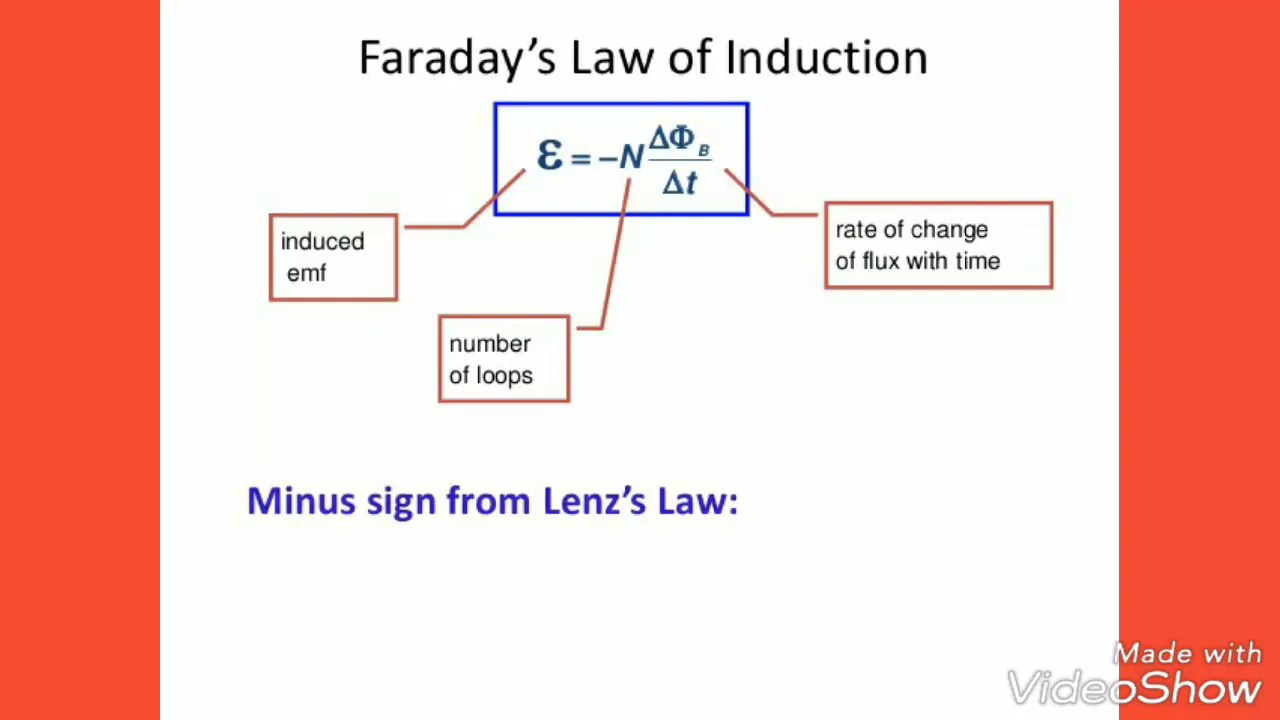 Faraday’s Law of Induction
Ɛ = –N ΔΦB / Δt
induced
emf
rate of change
of flux with time
number
of loops
Minus sign from Lenz’s Law:
Made with
VideoShow